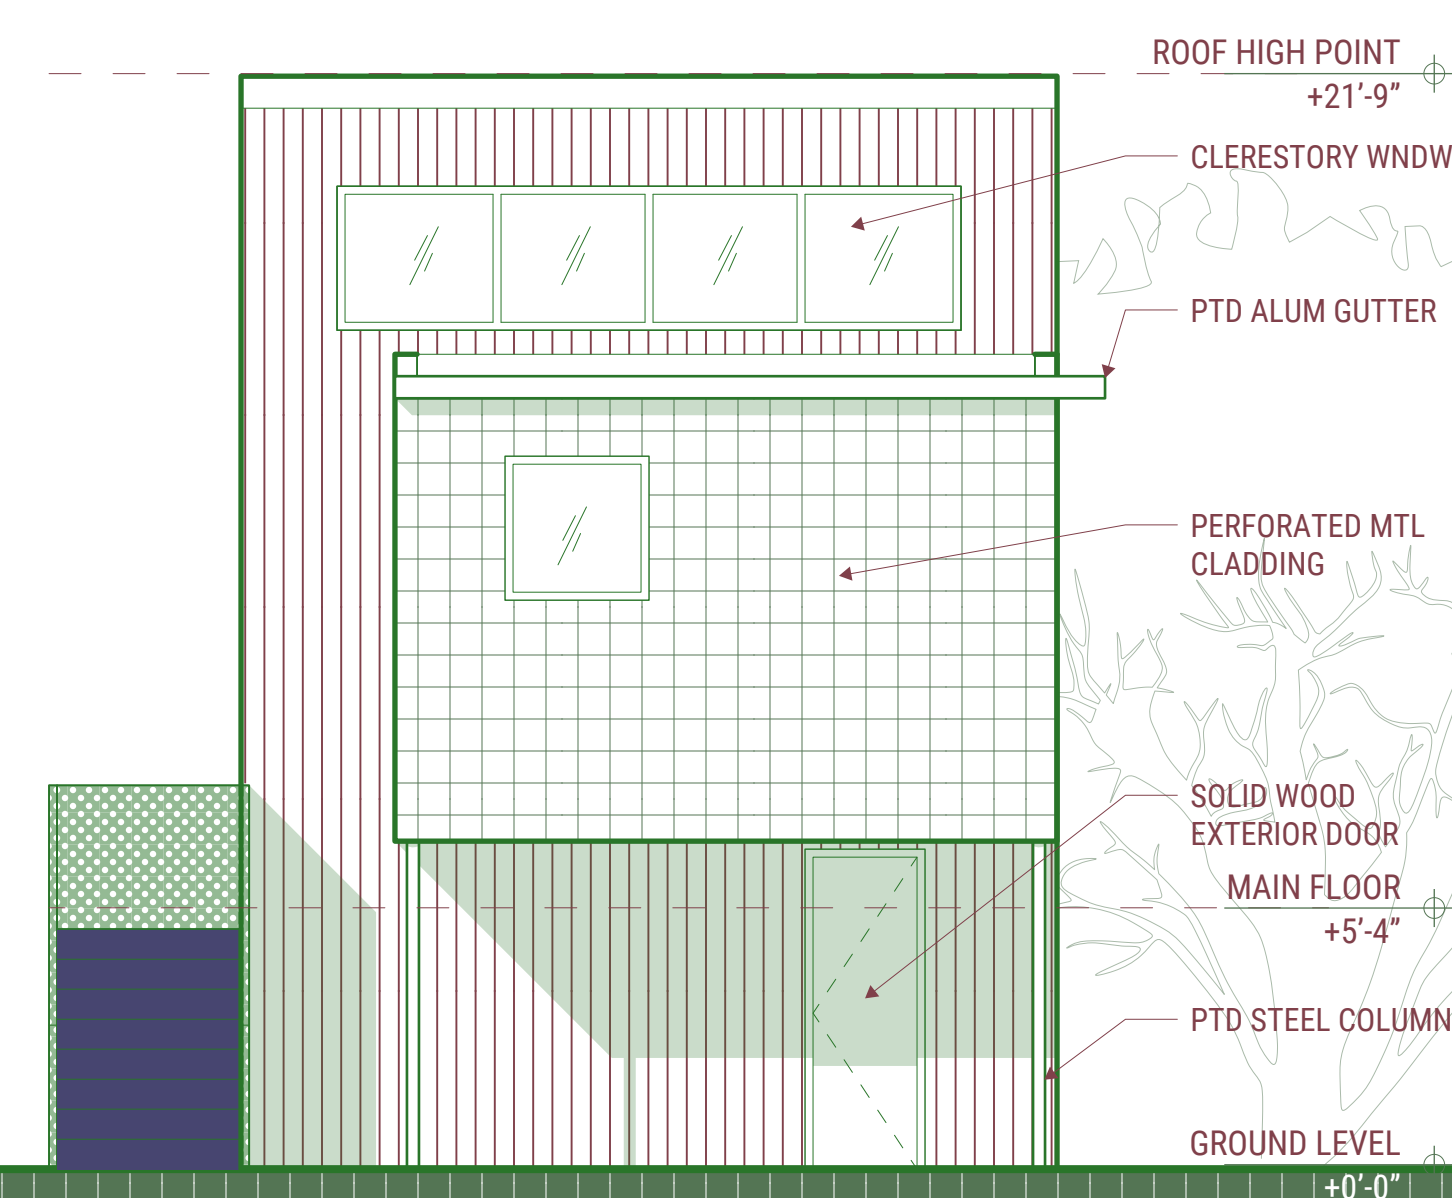 ROOF HIGH POINT
+21’-9”
CLERESTORY WNDW
PTD ALUM GUTTER
PERFORATED MTL
CLADDING
SOLID WOOD
EXTERIOR DOOR
MAIN FLOOR
+5’-4”
PTD STEEL COLUMN
GROUND LEVEL
+0’-0”